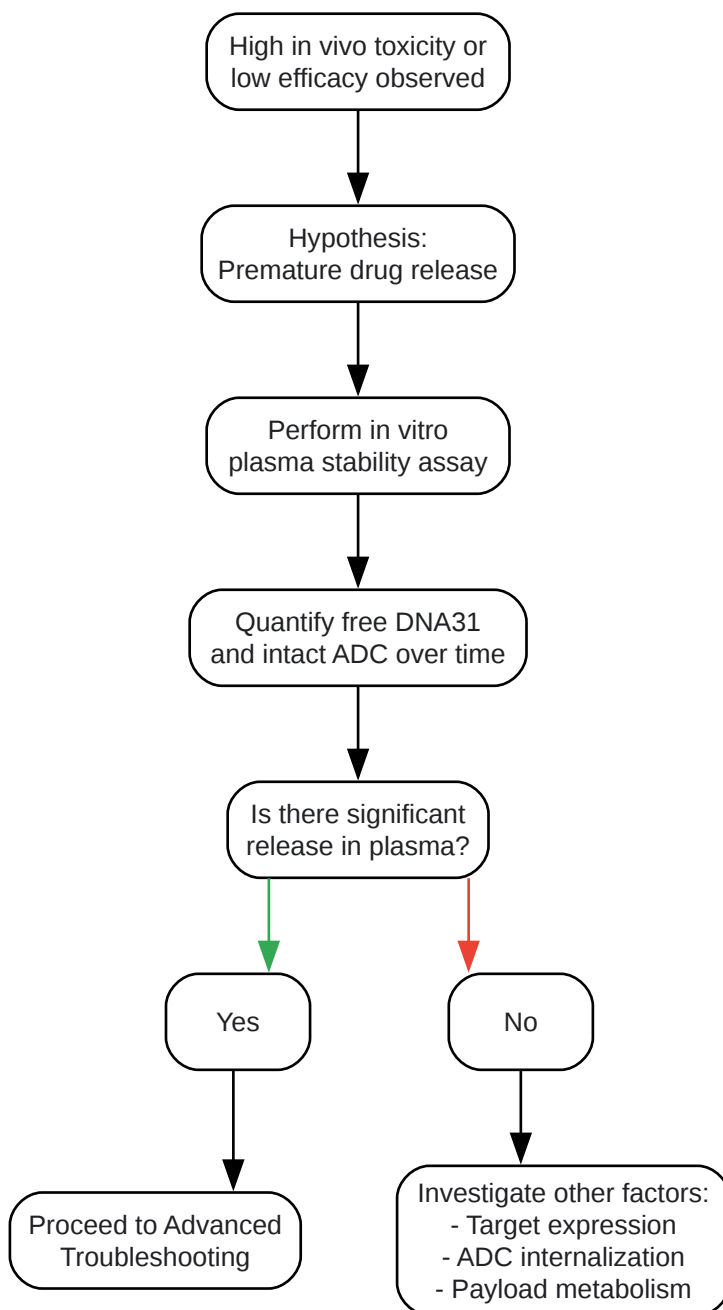 High in vivo toxicity or
low efficacy observed
Hypothesis:
Premature drug release
Perform in vitro
plasma stability assay
Quantify free DNA31
and intact ADC over time
Is there significant
release in plasma?
Yes
No
Proceed to Advanced
Troubleshooting
Investigate other factors:
- Target expression
- ADC internalization
- Payload metabolism